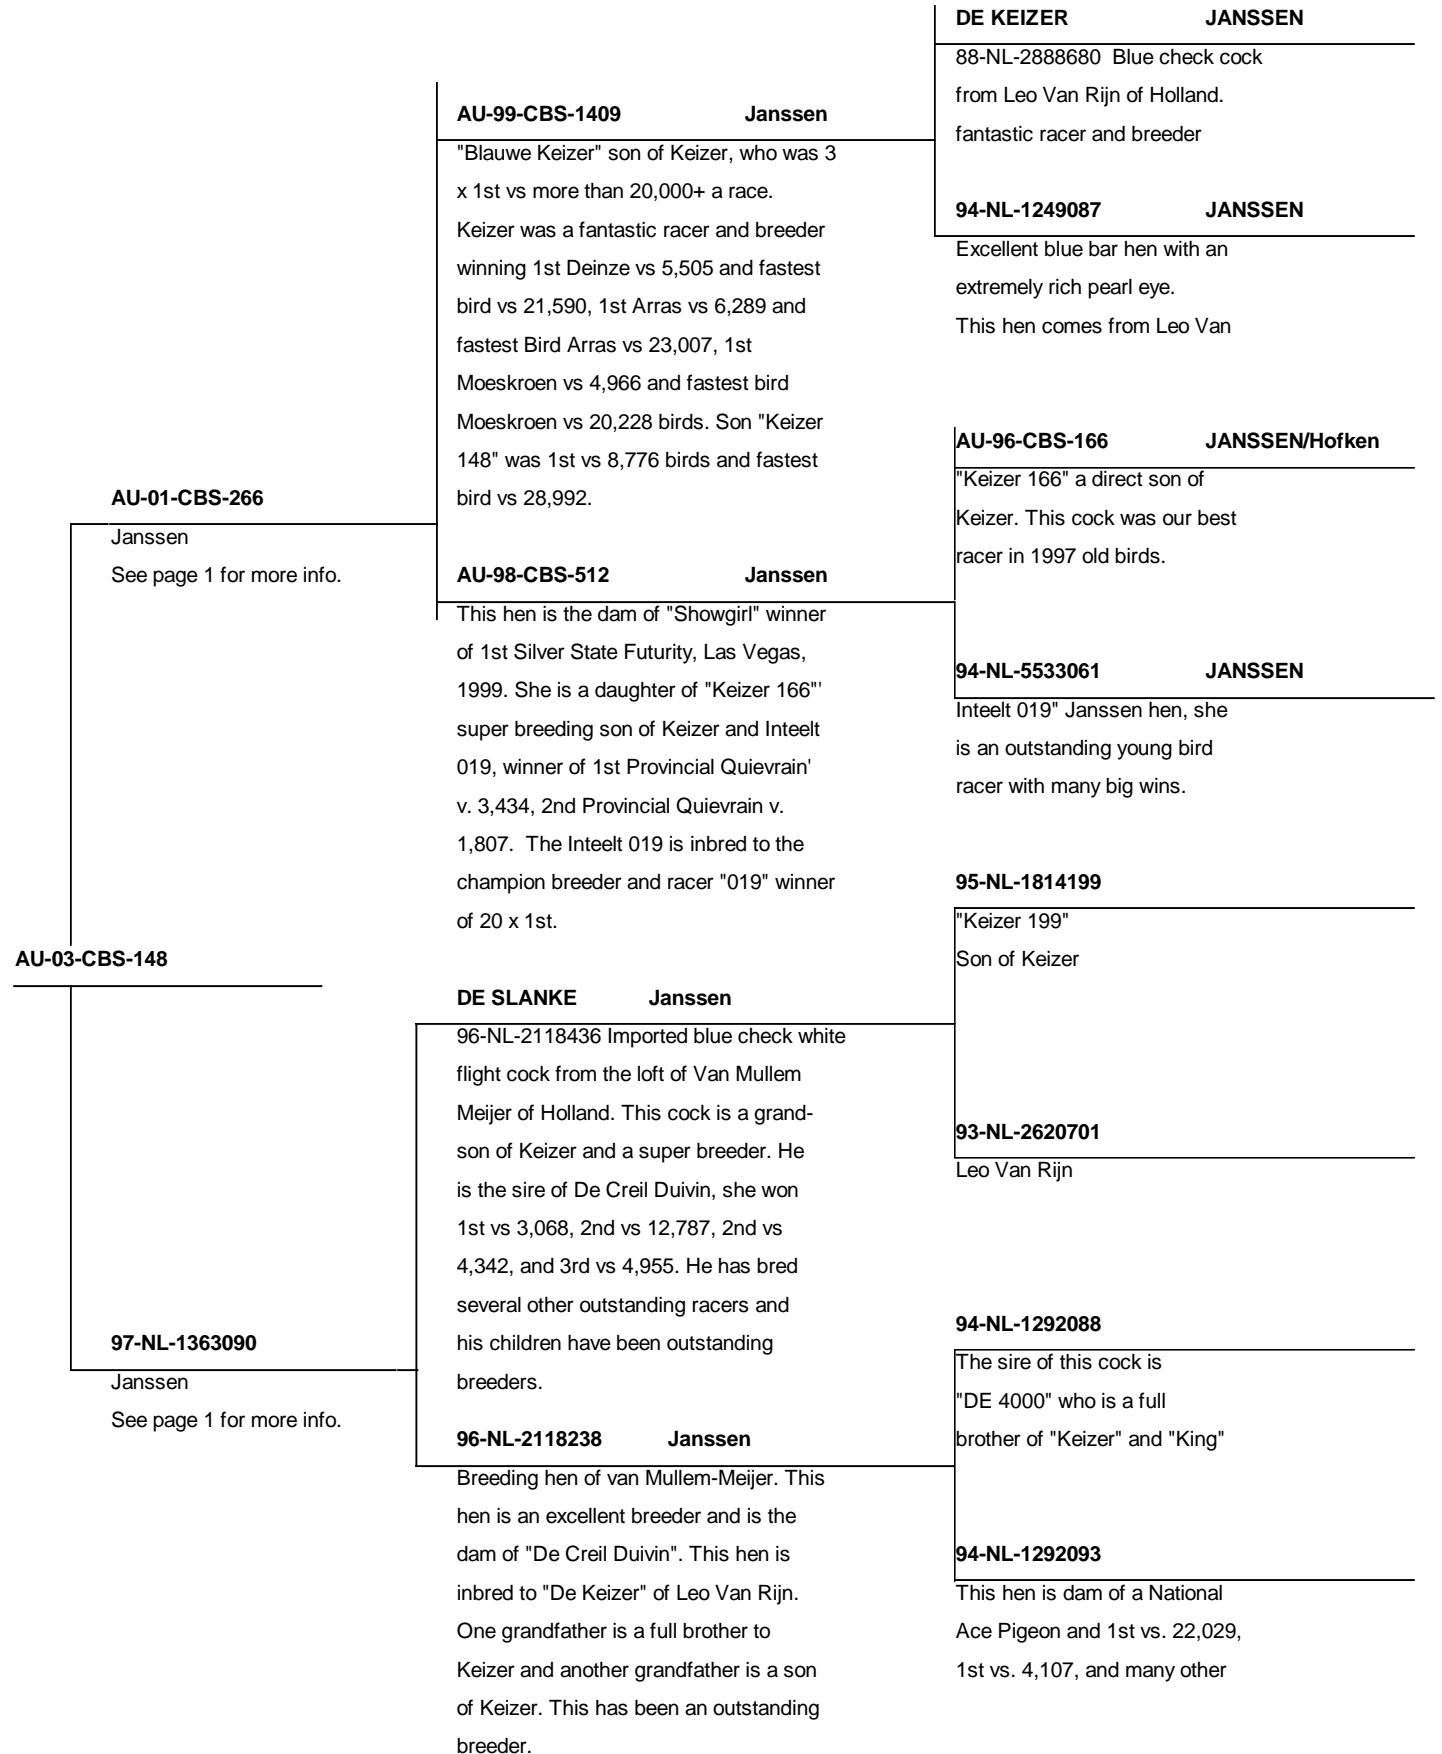 DE KEIZER JANSSEN
88-NL-2888680 Blue check cock
from Leo Van Rijn of Holland.
fantastic racer and breeder
AU-99-CBS-1409 Janssen
"Blauwe Keizer" son of Keizer, who was 3
x 1st vs more than 20,000+ a race.
Keizer was a fantastic racer and breeder
winning 1st Deinze vs 5,505 and fastest
bird vs 21,590, 1st Arras vs 6,289 and
fastest Bird Arras vs 23,007, 1st
Moeskroen vs 4,966 and fastest bird
Moeskroen vs 20,228 birds. Son "Keizer
148" was 1st vs 8,776 birds and fastest
bird vs 28,992.
94-NL-1249087 JANSSEN
Excellent blue bar hen with an
extremely rich pearl eye.
This hen comes from Leo Van
AU-96-CBS-166 JANSSEN/Hofken
"Keizer 166" a direct son of
Keizer. This cock was our best
racer in 1997 old birds.
AU-01-CBS-266
Janssen
See page 1 for more info.
AU-98-CBS-512 Janssen
This hen is the dam of "Showgirl" winner
of 1st Silver State Futurity, Las Vegas,
1999. She is a daughter of "Keizer 166"'
super breeding son of Keizer and Inteelt
019, winner of 1st Provincial Quievrain'
v. 3,434, 2nd Provincial Quievrain v.
1,807. The Inteelt 019 is inbred to the
champion breeder and racer "019" winner
of 20 x 1st.
94-NL-5533061 JANSSEN
Inteelt 019" Janssen hen, she
is an outstanding young bird
racer with many big wins.
95-NL-1814199
"Keizer 199"
Son of Keizer
AU-03-CBS-148
DE SLANKE Janssen
96-NL-2118436 Imported blue check white
flight cock from the loft of Van Mullem
Meijer of Holland. This cock is a grand-
son of Keizer and a super breeder. He
is the sire of De Creil Duivin, she won
1st vs 3,068, 2nd vs 12,787, 2nd vs
4,342, and 3rd vs 4,955. He has bred
several other outstanding racers and
his children have been outstanding
breeders.
93-NL-2620701
Leo Van Rijn
94-NL-1292088
The sire of this cock is
"DE 4000" who is a full
brother of "Keizer" and "King"
97-NL-1363090
Janssen
See page 1 for more info.
96-NL-2118238 Janssen
Breeding hen of van Mullem-Meijer. This
hen is an excellent breeder and is the
dam of "De Creil Duivin". This hen is
inbred to "De Keizer" of Leo Van Rijn.
One grandfather is a full brother to
Keizer and another grandfather is a son
of Keizer. This has been an outstanding
breeder.
94-NL-1292093
This hen is dam of a National
Ace Pigeon and 1st vs. 22,029,
1st vs. 4,107, and many other